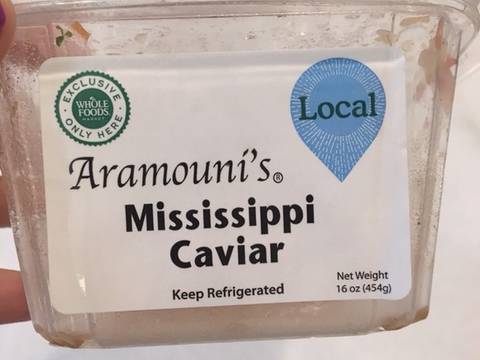 EXCLUSIVE
WHOLE
FOODS
MARKET
ONLY HERE
Local
Aramouni's®
Mississippi
Caviar
Keep Refrigerated
Net Weight
16 oz (454g)